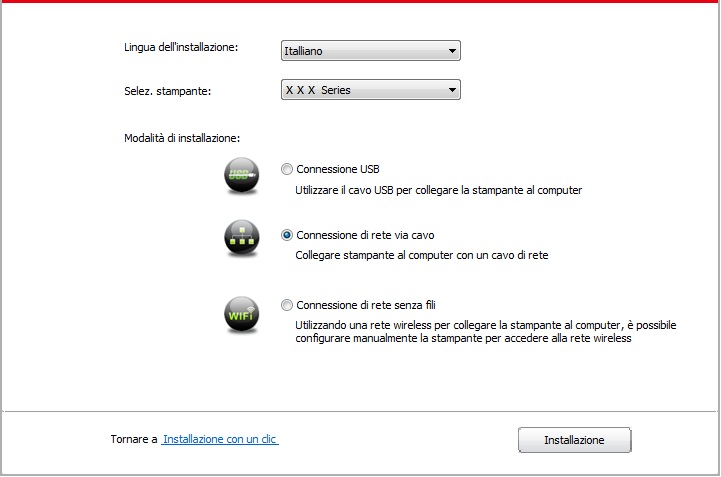 Lingua dell'installazione:
Italliano
Selez. stampante:
X X X Series
Modalità di installazione:
USB
Connessione USB
Utilizzare il cavo USB per collegare la stampante al computer
Connessione di rete via cavo
Collegare stampante al computer con un cavo di rete
WiFi
Connessione di rete senza fili
Utilizzando una rete wireless per collegare la stampante al computer, è possibile
configurare manualmente la stampante per accedere alla rete wireless
Tornare a Installazione con un clic
Installazione